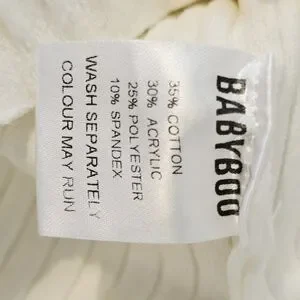 BABYBOO
35% COTTON
30% ACRYLIC
25% POLYESTER
10% SPANDEX
WASH SEPARATELY
COLOUR MAY RUN